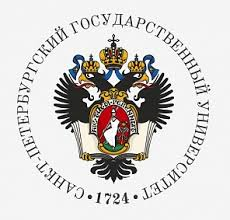 САНКТ-ПЕТЕРБУРГСКИЙ ГОСУДАРСТВЕННЫЙ УНИВЕРСИТЕТ
• 1724 •